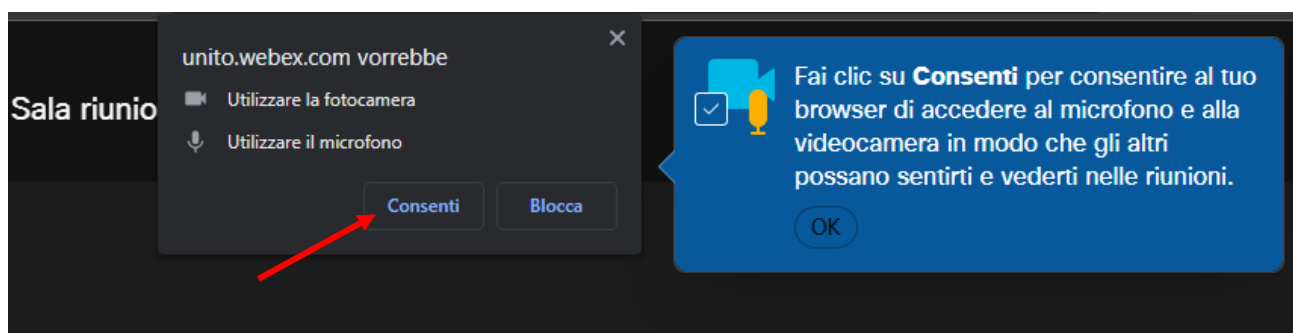 Sala riunio
unito.webex.com vorrebbe
Utilizzare la fotocamera
Utilizzare il microfono
Consenti
Blocca
Fai clic su Consenti per consentire al tuo
browser di accedere al microfono e alla
videocamera in modo che gli altri
possano sentirti e vederti nelle riunioni.
OK